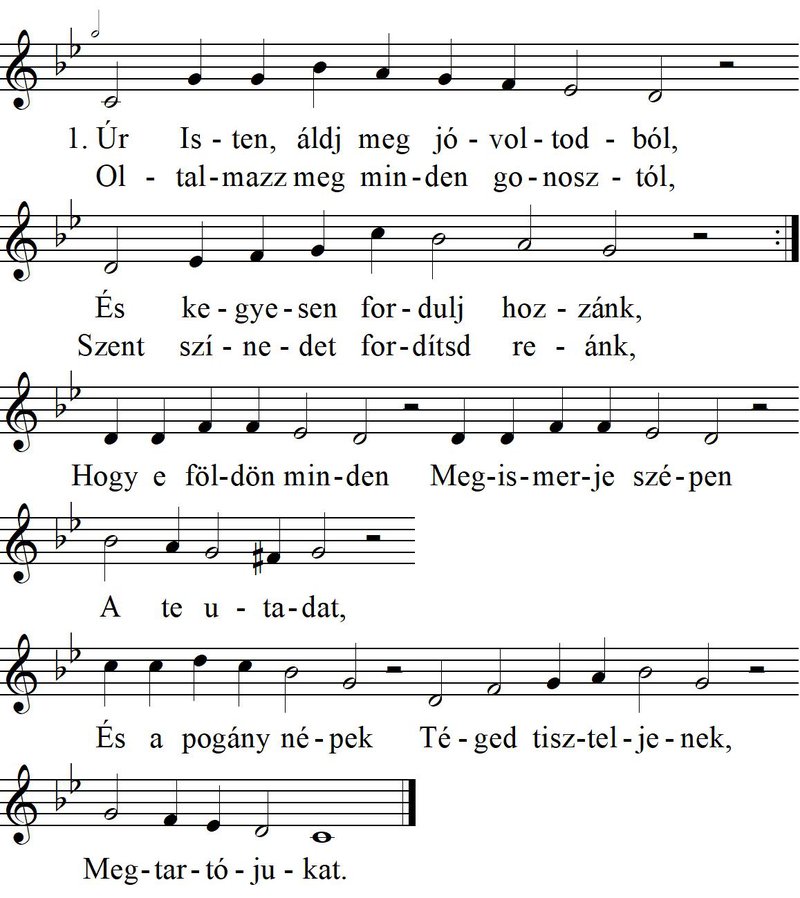 1. Úr Is - ten, áldj meg jó - vol - tod - ból,
Ol - tal - mazz meg min - den go - nosz - tól,
És ke - gye - sen for - dulj hoz - zánk,
Szent szí - ne - det for - dítsd re - ánk,
Hogy e föl - dön min - den Meg - is - mer - je szé - pen
A te u - ta - dat,
És a pogány né - pek Té - ged tisz - tel - je - nek,
Meg - tar - tó - ju - kat.